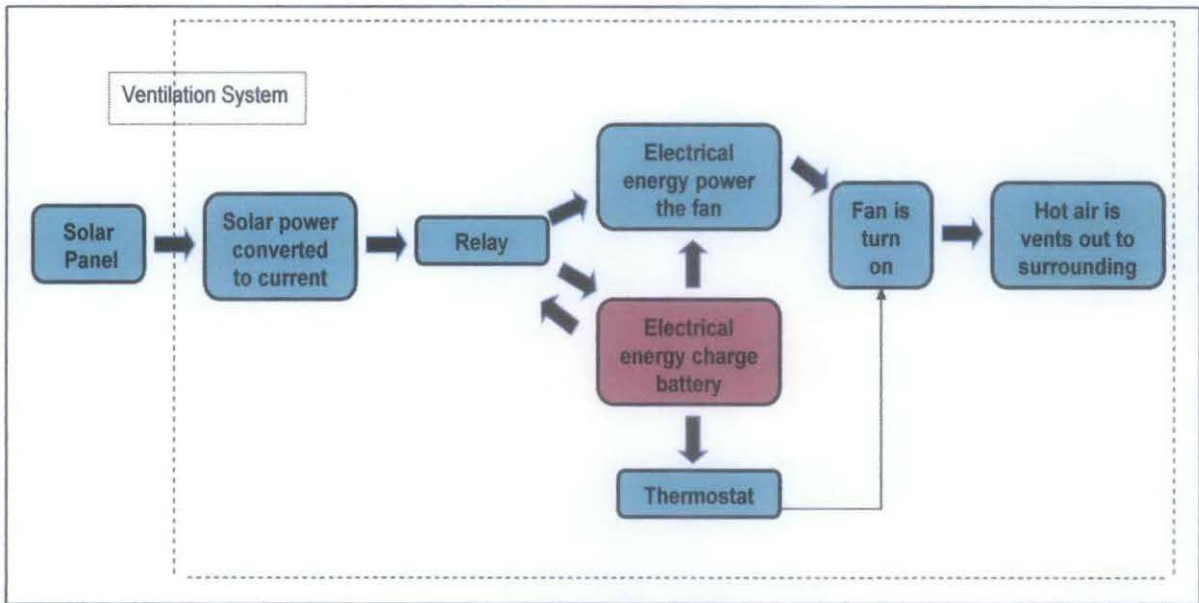 Ventilation System
Solar
Panel
Solar power
converted
to current
Relay
Electrical
energy power
the fan
Electrical
energy charge
battery
Thermostat
Fan is
turn
on
Hot air is
vents out to
surrounding